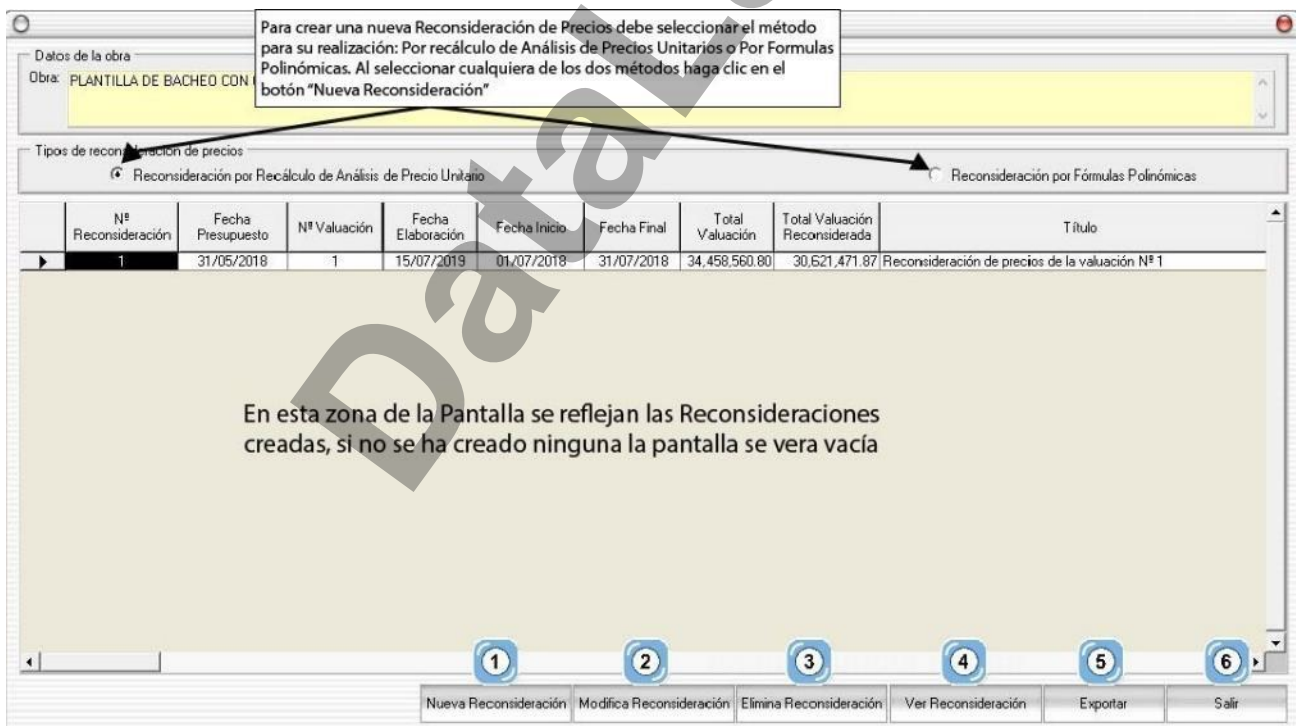 Para crear una nueva Reconsideración de Precios debe seleccionar el método
para su realización: Por recálculo de Análisis de Precios Unitarios o Por Formulas
Polinómicas. Al seleccionar cualquiera de los dos métodos haga clic en el
botón “Nueva Reconsideración”
Datos de la obra
Obra: PLANTILLA DE BACHEO CON
Tipos de reconsideración de precios
Reconsideración por Recálculo de Análisis de Precio Unitario
Reconsideración por Fórmulas Polinómicas
Nº Reconsideración Fecha Presupuesto Nº Valuación Fecha Elaboración Fecha Inicio Fecha Final Total Valuación Total Valuación Reconsiderada Título
1 31/05/2018 1 15/07/2019 01/07/2018 31/07/2018 34,458,560.80 30,621,471.87 Reconsideración de precios de la valuación Nº 1
En esta zona de la Pantalla se reflejan las Reconsideraciones
creadas, si no se ha creado ninguna la pantalla se vera vacía
1 2 3 4 5 6
Nueva Reconsideración Modifica Reconsideración Elimina Reconsideración Ver Reconsideración Exportar Salir